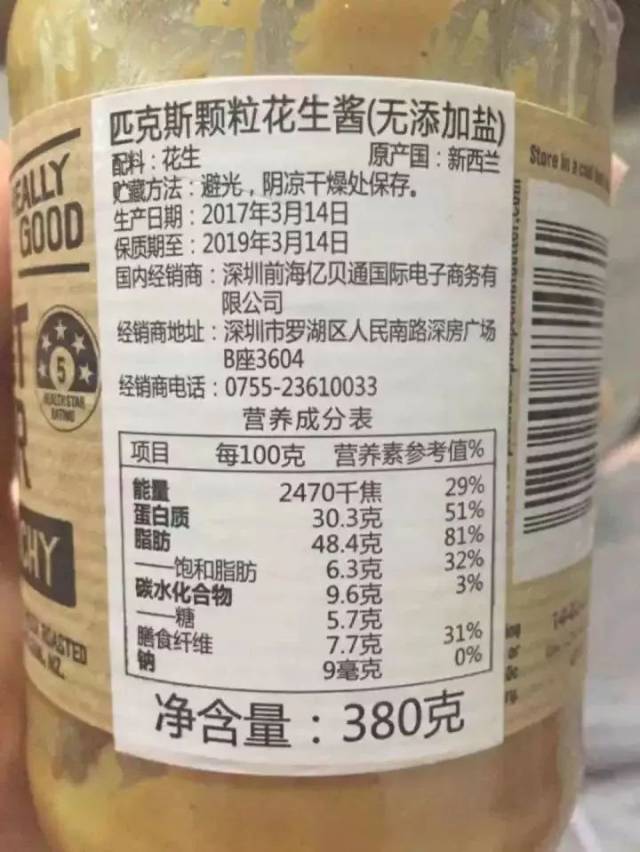 匹克斯颗粒花生酱(无添加盐)
配料：花生 原产国：新西兰
贮藏方法：避光，阴凉干燥处保存。
生产日期：2017年3月14日
保质期至：2019年3月14日
国内经销商：深圳前海亿贝通国际电子商务有
限公司
经销商地址：深圳市罗湖区人民南路深房广场
B座3604
经销商电话：0755-23610033
营养成分表
项目 每100克 营养素参考值%
能量 2470千焦 29%
蛋白质 30.3克 51%
脂肪 48.4克 81%
——饱和脂肪 6.3克 32%
碳水化合物 9.6克 3%
——糖 5.7克
膳食纤维 7.7克 31%
钠 9毫克 0%
净含量：380克
REALLY
GOOD
5
HEALTH STAR
RATING
CHY
ROASTED
NZ
Store in a cool